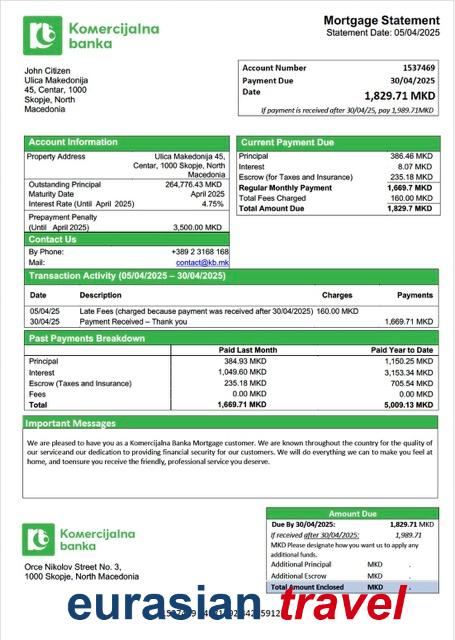 Komercijalna
banka
Mortgage Statement
Statement Date: 05/04/2025
John Citizen
Ulica Makedonija
45, Centar, 1000
Skopje, North
Macedonia
Account Number 1537469
Payment Due 30/04/2025
Date 1,829.71 MKD
If payment is received after 30/04/25, pay 1,989.71MKD
Account Information
Property Address Ulica Makedonija 45,
Centar, 1000 Skopje, North
Macedonia
Outstanding Principal 264,776.43 MKD
Maturity Date April 2025
Interest Rate (Until April 2025) 4.75%
Prepayment Penalty
(Until April 2025) 3,500.00 MKD
Contact Us
By Phone: +389 2 3168 168
Mail: contact@kb.mk
Current Payment Due
Principal 386.46 MKD
Interest 8.07 MKD
Escrow (for Taxes and Insurance) 235.18 MKD
Regular Monthly Payment 1,669.7 MKD
Total Fees Charged 160.00 MKD
Total Amount Due 1,829.7 MKD
Transaction Activity (05/04/2025 – 30/04/2025)
Date Description Charges Payments
05/04/25 Late Fees (charged because payment was received after 30/04/2025) 160.00 MKD
30/04/25 Payment Received – Thank you 1,669.71 MKD
Past Payments Breakdown
Paid Last Month Paid Year to Date
Principal 384.93 MKD 1,150.25 MKD
Interest 1,049.60 MKD 3,153.34 MKD
Escrow (Taxes and Insurance) 235.18 MKD 705.54 MKD
Fees 0.00 MKD 0.00 MKD
Total 1,669.71 MKD 5,009.13 MKD
Important Messages
We are pleased to have you as a Komercijalna Banka Mortgage customer. We are known throughout the country for the quality of
our serviceand our dedication to providing financial security for our customers. We will do everything we can to make you feel at
home, and toensure you receive the friendly, professional service you deserve.
Komercijalna
banka
Orce Nikolov Street No. 3,
1000 Skopje, North Macedonia
Amount Due
Due By 30/04/2025: 1,829.71 MKD
If received after 30/04/2025: 1,989.71
MKD Please designate how you want us to apply any
additional funds.
Additional Principal MKD .
Additional Escrow MKD .
Total Amount Enclosed MKD .
eurasian travel